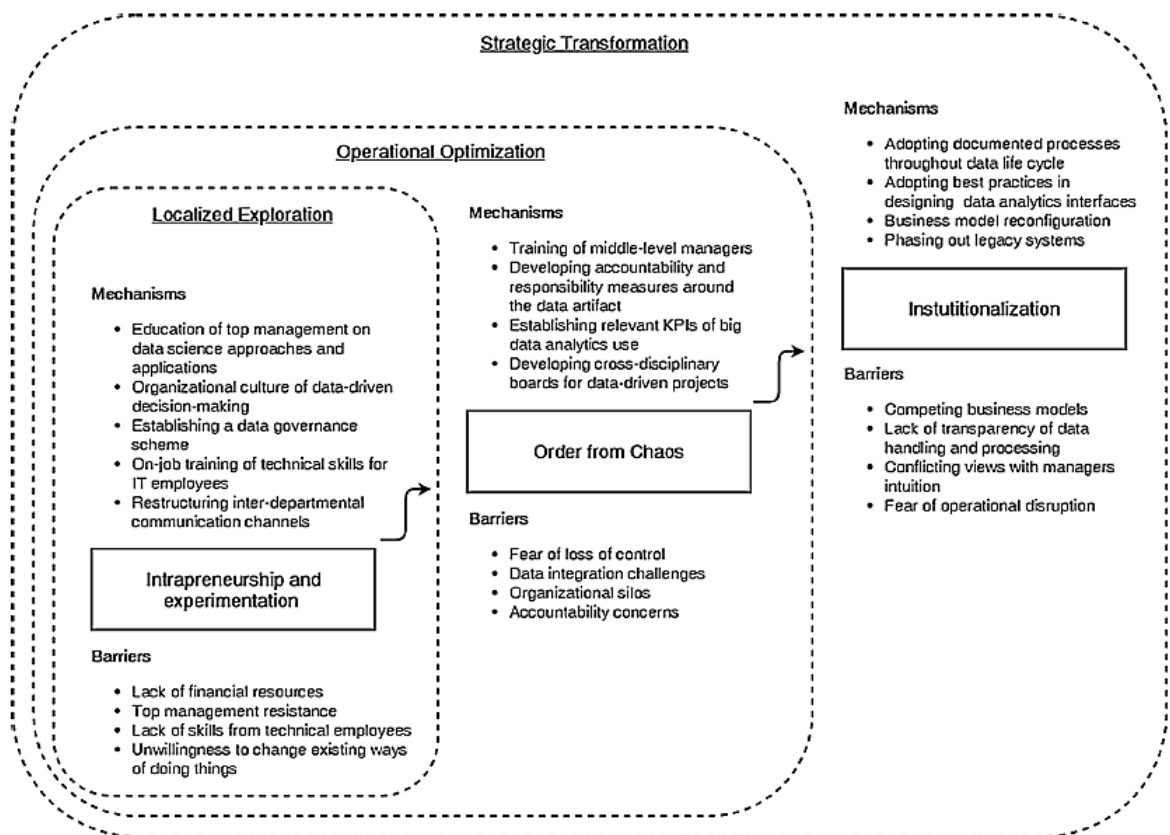 Strategic Transformation
Operational Optimization
Localized Exploration
Mechanisms
• Education of top management on
data science approaches and
applications
• Organizational culture of data-driven
decision-making
• Establishing a data governance
scheme
• On-job training of technical skills for
IT employees
• Restructuring inter-departmental
communication channels
Intrapreneurship and
experimentation
Barriers
• Lack of financial resources
• Top management resistance
• Lack of skills from technical employees
• Unwillingness to change existing ways
of doing things
Mechanisms
• Training of middle-level managers
• Developing accountability and
responsibility measures around
the data artifact
• Establishing relevant KPIs of big
data analytics use
• Developing cross-disciplinary
boards for data-driven projects
Order from Chaos
Barriers
• Fear of loss of control
• Data integration challenges
• Organizational silos
• Accountability concerns
Mechanisms
• Adopting documented processes
throughout data life cycle
• Adopting best practices in
designing data analytics interfaces
• Business model reconfiguration
• Phasing out legacy systems
Instutitionalization
Barriers
• Competing business models
• Lack of transparency of data
handling and processing
• Conflicting views with managers
intuition
• Fear of operational disruption